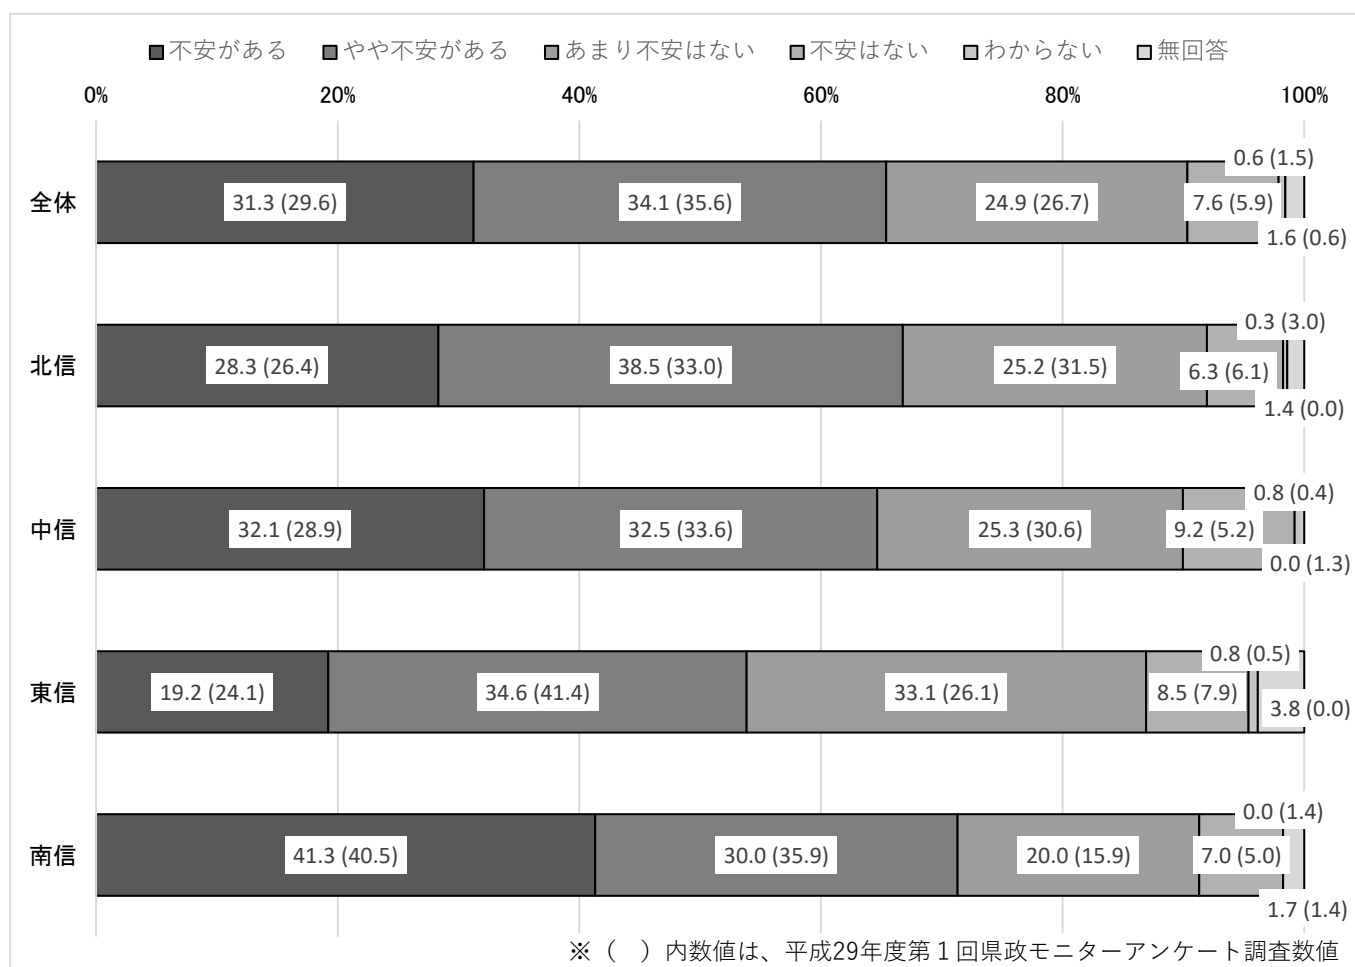 ■不安がある ■やや不安がある ■あまり不安はない ■不安はない ■わからない ■無回答
0% 20% 40% 60% 80% 100%
0.6 (1.5)
全体 31.3 (29.6) 34.1 (35.6) 24.9 (26.7) 7.6 (5.9)
1.6 (0.6)
0.3 (3.0)
北信 28.3 (26.4) 38.5 (33.0) 25.2 (31.5) 6.3 (6.1)
1.4 (0.0)
0.8 (0.4)
中信 32.1 (28.9) 32.5 (33.6) 25.3 (30.6) 9.2 (5.2)
0.0 (1.3)
0.8 (0.5)
東信 19.2 (24.1) 34.6 (41.4) 33.1 (26.1) 8.5 (7.9)
3.8 (0.0)
0.0 (1.4)
南信 41.3 (40.5) 30.0 (35.9) 20.0 (15.9) 7.0 (5.0)
1.7 (1.4)
※（　）内数値は、平成29年度第１回県政モニターアンケート調査数値